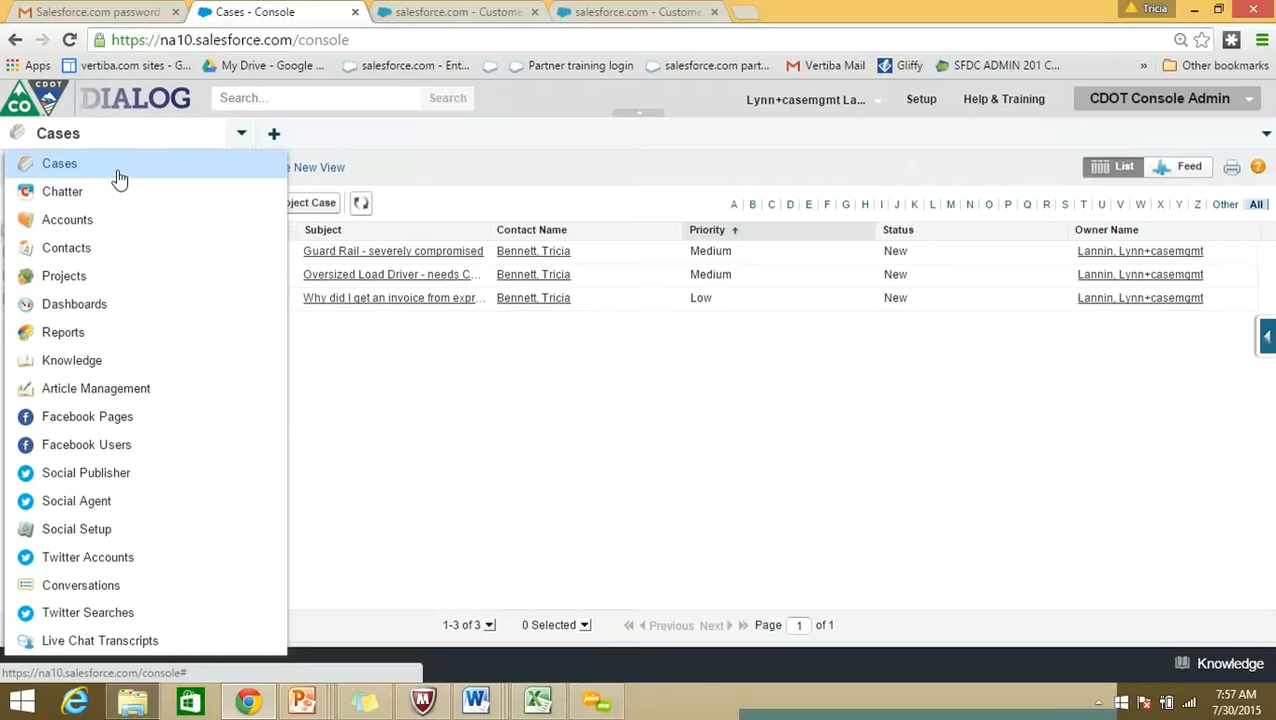 Salesforce.com password
Cases - Console
salesforce.com - Custome
salesforce.com - Custome
Tricia
https://na10.salesforce.com/console
Apps
vertiba.com sites - G...
My Drive - Google ...
salesforce.com - Ent...
Partner training login
salesforce.com part...
Vertiba Mail
Gliffy
SFDC ADMIN 201 C...
»
Other bookmarks
CO
CDOT
DIALOG
Search...
Search
Lynn+casemgmt La...
Setup
Help & Training
CDOT Console Admin
Cases
e New View
List
Feed
bject Case
A B C D E F G H I J K L M N O P Q R S T U V W X Y Z Other All
Subject Contact Name Priority Status Owner Name
Guard Rail - severely compromised Bennett, Tricia Medium New Lannin, Lynn+casemgmt
Oversized Load Driver - needs C... Bennett, Tricia Medium New Lannin, Lynn+casemgmt
Why did I get an invoice from expr... Bennett, Tricia Low New Lannin, Lynn+casemgmt
Cases
Chatter
Accounts
Contacts
Projects
Dashboards
Reports
Knowledge
Article Management
Facebook Pages
Facebook Users
Social Publisher
Social Agent
Social Setup
Twitter Accounts
Conversations
Twitter Searches
Live Chat Transcripts
1-3 of 3
0 Selected
Previous Next
Page 1 of 1
https://na10.salesforce.com/console#
Knowledge
7:57 AM
7/30/2015